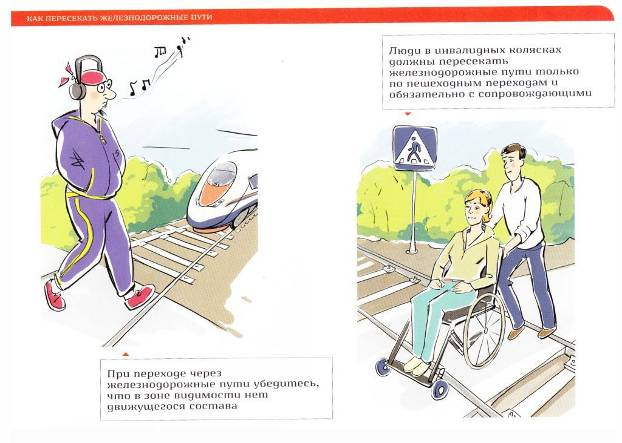 КАК ПЕРЕСЕКАТЬ ЖЕЛЕЗНОДОРОЖНЫЕ ПУТИ
Люди в инвалидных колясках
должны пересекать
железнодорожные пути только
по пешеходным переходам и
обязательно с сопровождающими
При переходе через
железнодорожные пути убедитесь,
что в зоне видимости нет
движущегося состава